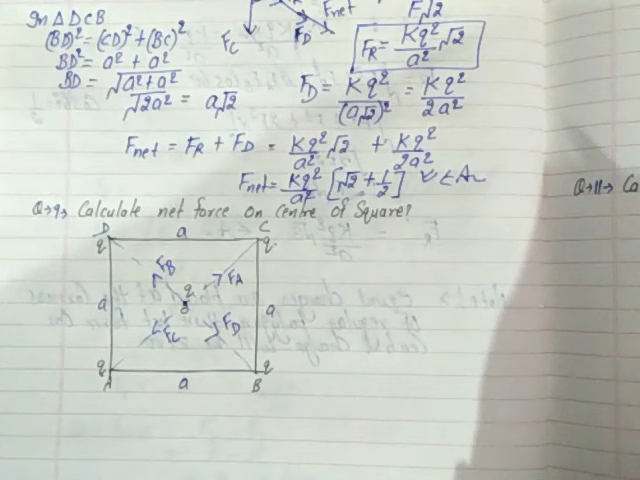 In Δ DCB
(BD)² = (CD)² + (BC)²
BD² = a² + a²
BD = √a²+a²
√2a² = a√2
Fnet
FC
FD
F√2
FR = Kq²/a² √2
FD = Kq²/(a√2)² = Kq²/2a²
Fnet = FR + FD = Kq²/a² √2 + Kq²/2a²
Fnet = Kq²/a² [√2 + 1/2]
Q→9→ Calculate net force on centre of Square?
D a C
q q
FB FA
q
a O a
FC FD
q q
A a B
Q→11→ Ca